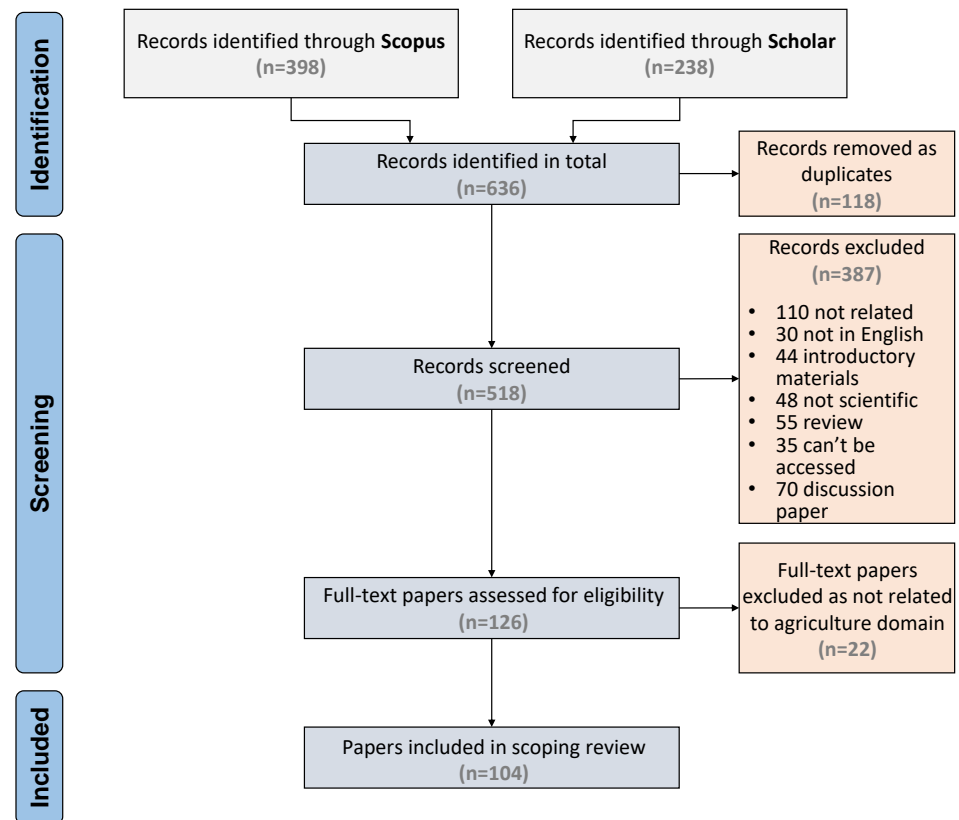 Identification
Records identified through Scopus
(n=398)
Records identified through Scholar
(n=238)
Records identified in total
(n=636)
Records removed as
duplicates
(n=118)
Screening
Records screened
(n=518)
Records excluded
(n=387)
• 110 not related
• 30 not in English
• 44 introductory
materials
• 48 not scientific
• 55 review
• 35 can’t be
accessed
• 70 discussion
paper
Full-text papers assessed for eligibility
(n=126)
Full-text papers
excluded as not related
to agriculture domain
(n=22)
Included
Papers included in scoping review
(n=104)